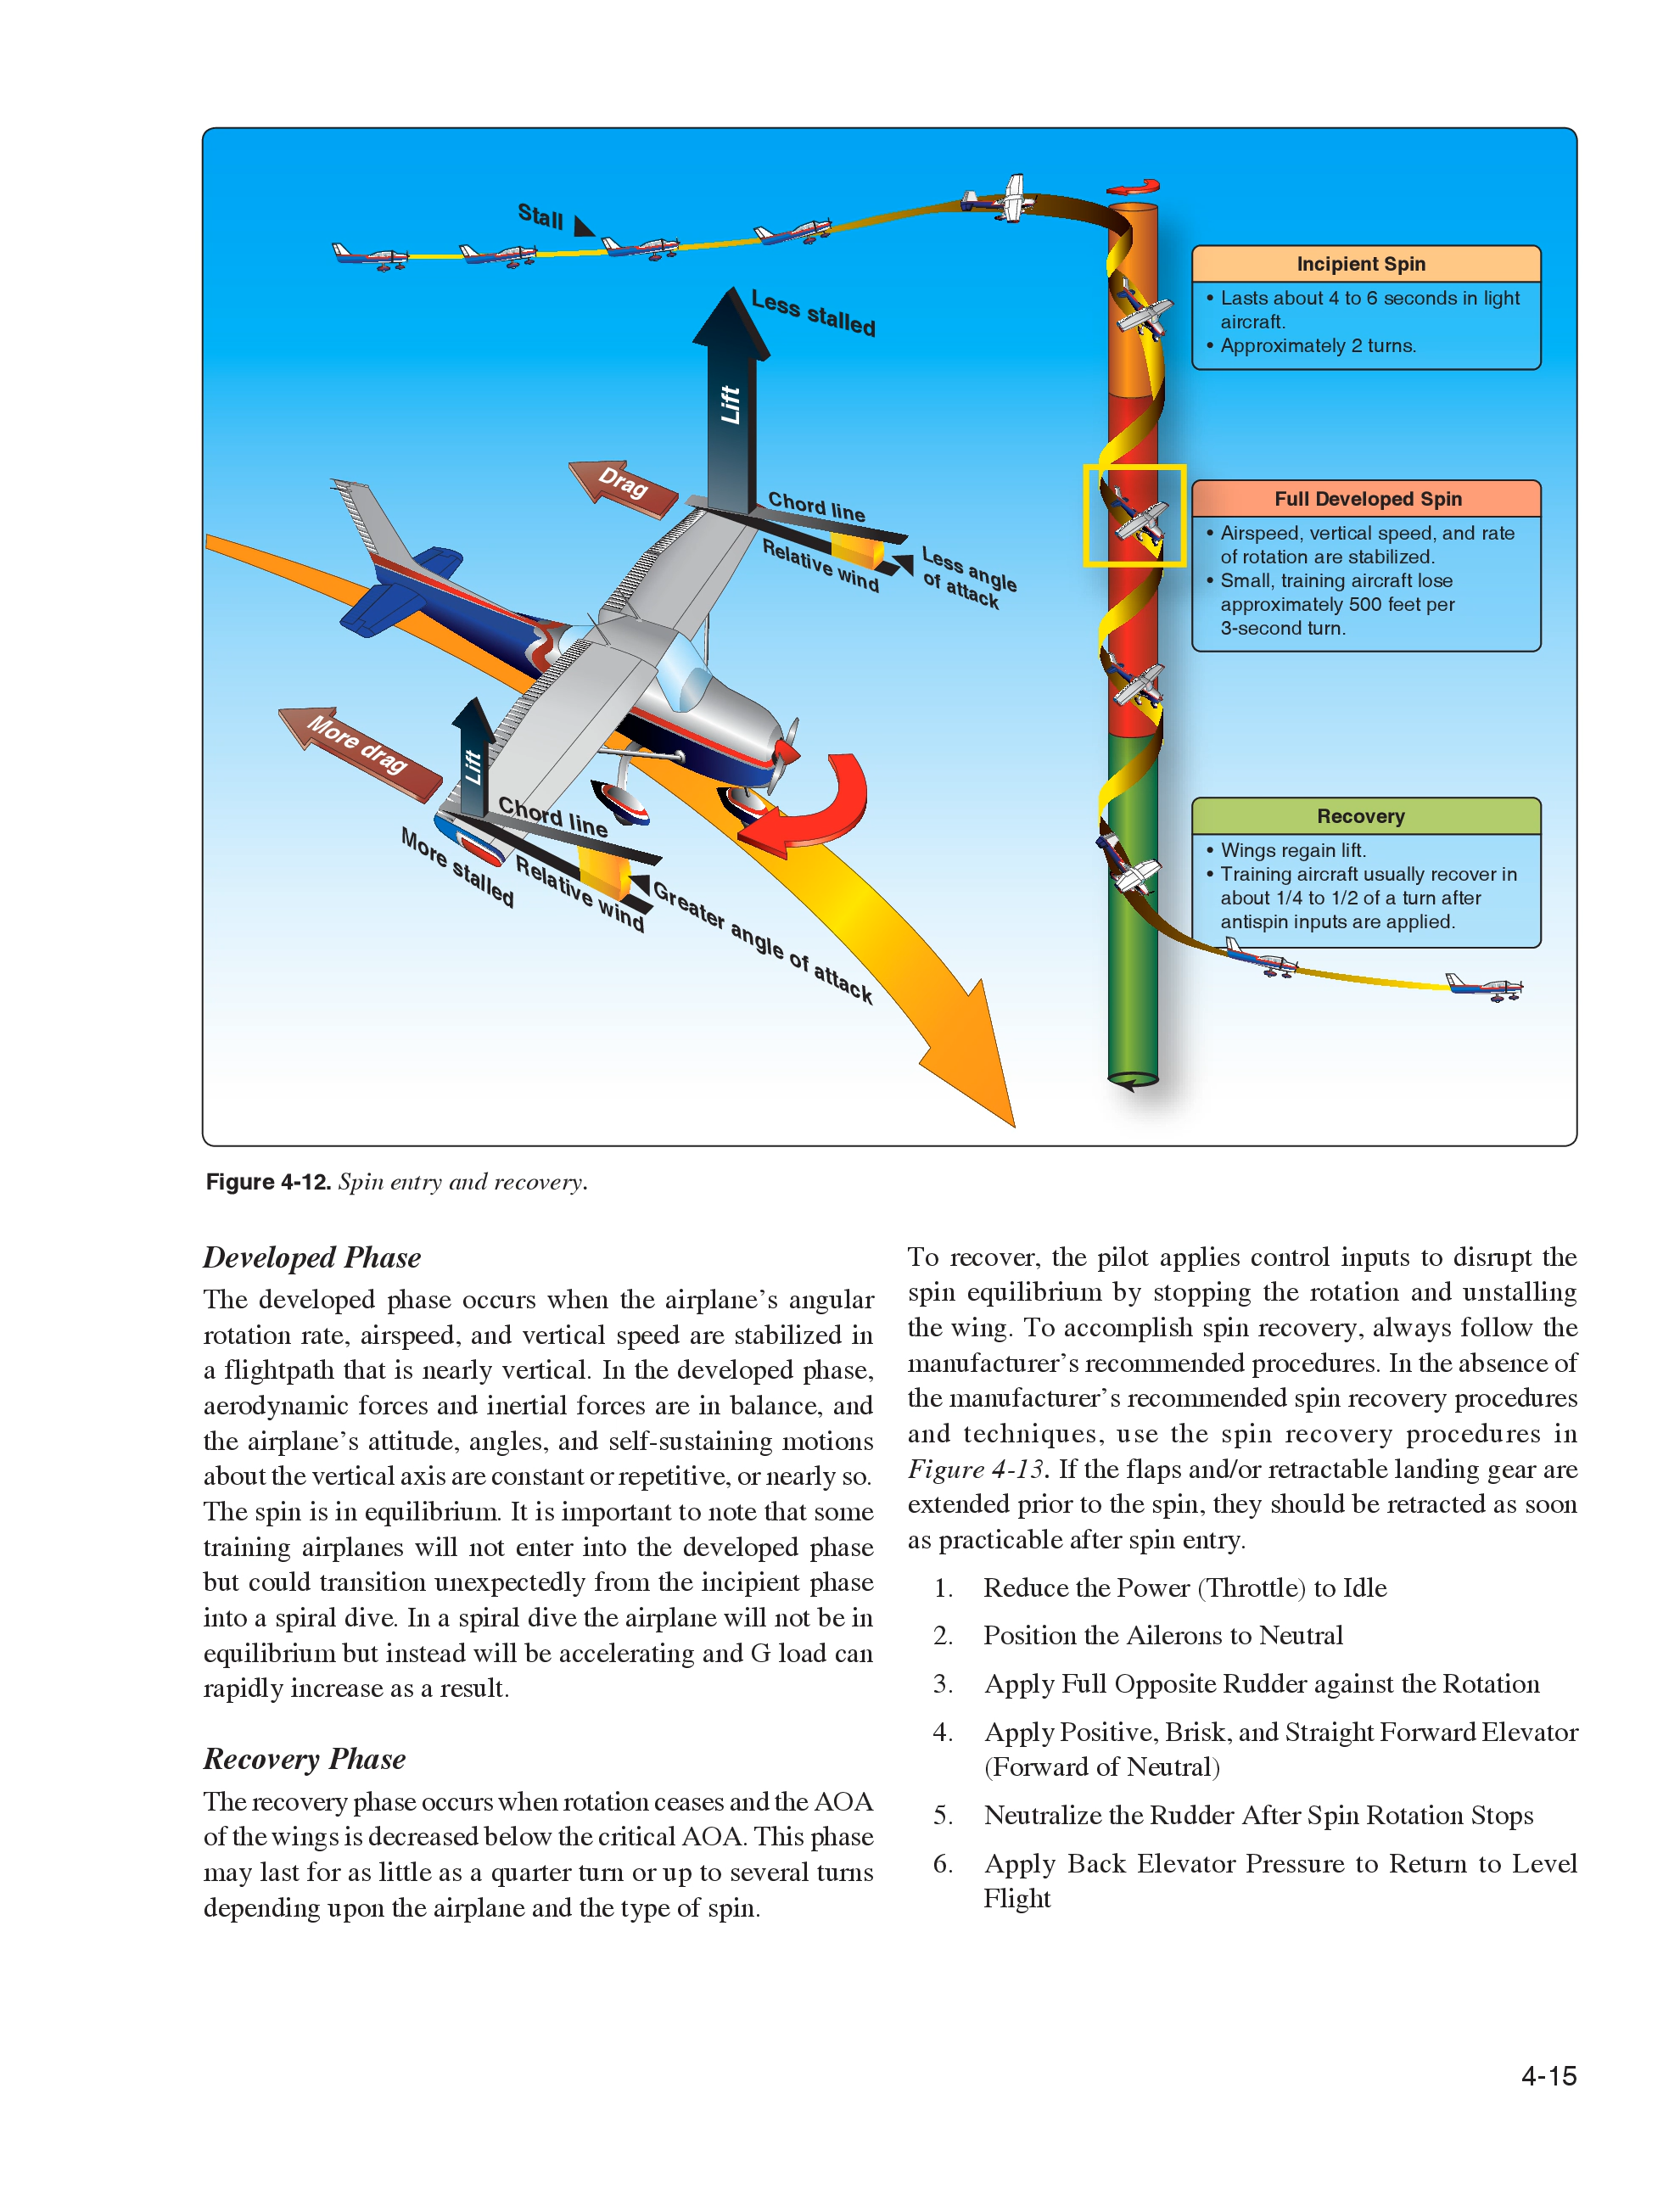 Stall
Less stalled
Lift
Drag
Chord line
Relative wind
Less angle
of attack
More drag
Lift
Chord line
More stalled
Relative wind
Greater angle of attack
Incipient Spin
• Lasts about 4 to 6 seconds in light
aircraft.
• Approximately 2 turns.
Full Developed Spin
• Airspeed, vertical speed, and rate
of rotation are stabilized.
• Small, training aircraft lose
approximately 500 feet per
3-second turn.
Recovery
• Wings regain lift.
• Training aircraft usually recover in
about 1/4 to 1/2 of a turn after
antispin inputs are applied.
Figure 4-12. Spin entry and recovery.
Developed Phase
The developed phase occurs when the airplane’s angular
rotation rate, airspeed, and vertical speed are stabilized in
a flightpath that is nearly vertical. In the developed phase,
aerodynamic forces and inertial forces are in balance, and
the airplane’s attitude, angles, and self-sustaining motions
about the vertical axis are constant or repetitive, or nearly so.
The spin is in equilibrium. It is important to note that some
training airplanes will not enter into the developed phase
but could transition unexpectedly from the incipient phase
into a spiral dive. In a spiral dive the airplane will not be in
equilibrium but instead will be accelerating and G load can
rapidly increase as a result.
Recovery Phase
The recovery phase occurs when rotation ceases and the AOA
of the wings is decreased below the critical AOA. This phase
may last for as little as a quarter turn or up to several turns
depending upon the airplane and the type of spin.
To recover, the pilot applies control inputs to disrupt the
spin equilibrium by stopping the rotation and unstalling
the wing. To accomplish spin recovery, always follow the
manufacturer’s recommended procedures. In the absence of
the manufacturer’s recommended spin recovery procedures
and techniques, use the spin recovery procedures in
Figure 4-13. If the flaps and/or retractable landing gear are
extended prior to the spin, they should be retracted as soon
as practicable after spin entry.
1. Reduce the Power (Throttle) to Idle
2. Position the Ailerons to Neutral
3. Apply Full Opposite Rudder against the Rotation
4. Apply Positive, Brisk, and Straight Forward Elevator
(Forward of Neutral)
5. Neutralize the Rudder After Spin Rotation Stops
6. Apply Back Elevator Pressure to Return to Level
Flight
4-15